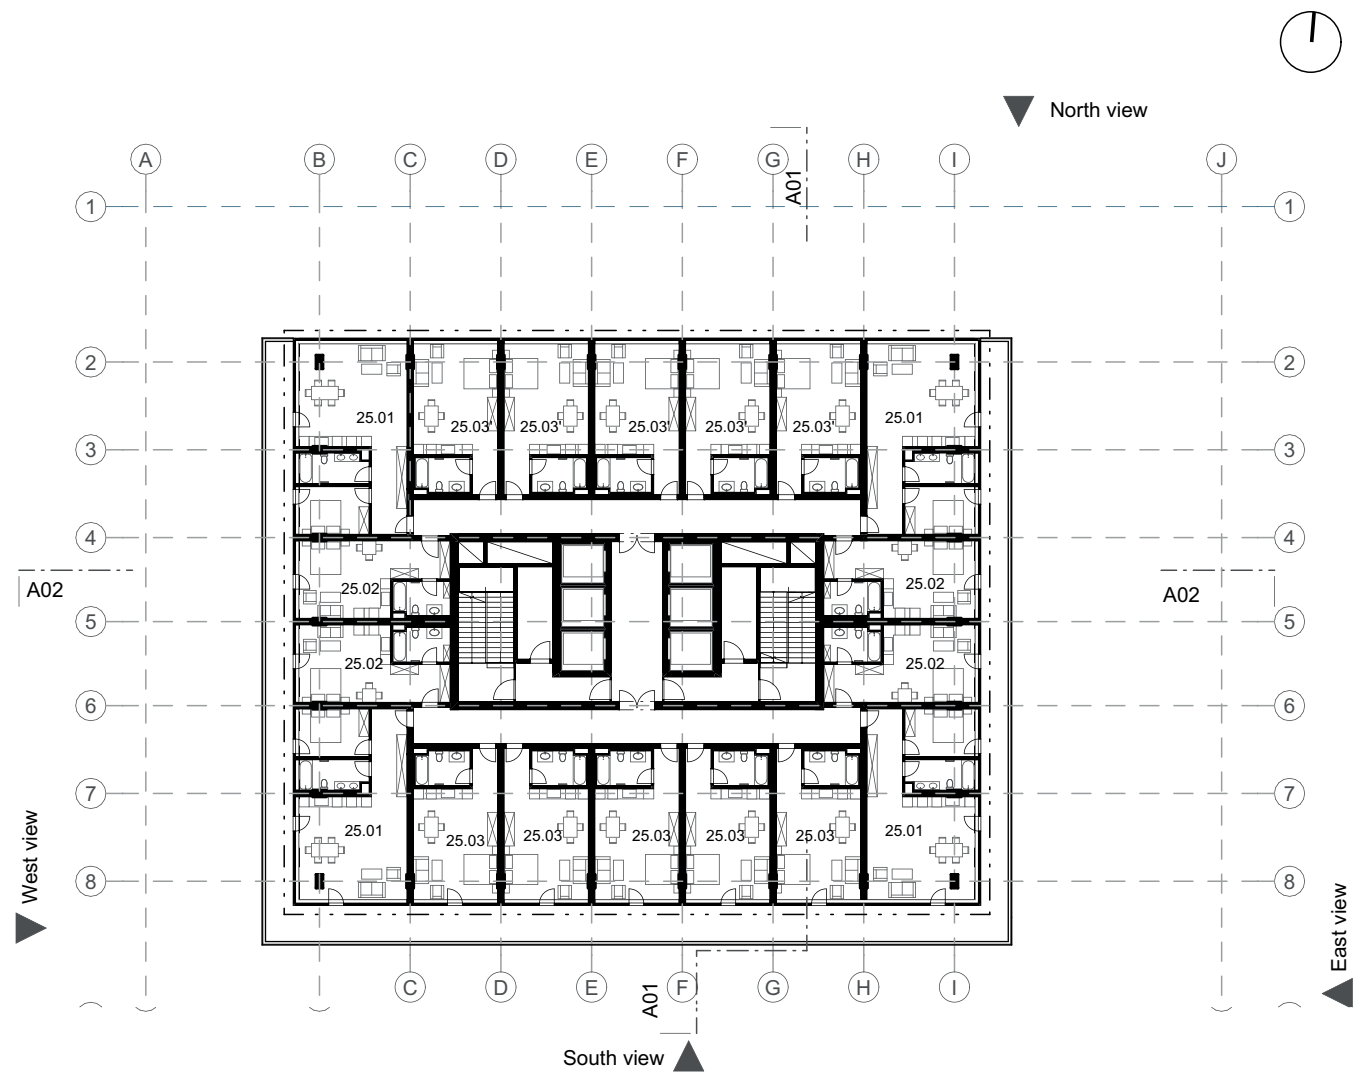 North view
A B C D E F G H I J
A01
1 1
2 2
25.01 25.01
25.03' 25.03' 25.03' 25.03' 25.03'
3 3
4 4
A02 25.02 25.02 A02
5 5
25.02 25.02
6 6
7 7
25.01 25.03 25.03 25.03 25.03 25.03 25.01
West view
8 8
East view
C D E F G H I
A01
South view